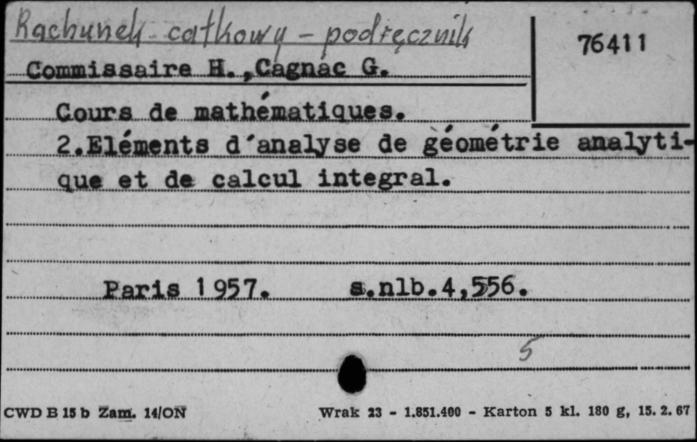 Rachunek całkowy - podręcznik
76411
Commissaire H.,Cagnac G.
Cours de mathématiques.
2.Eléments d'analyse de géométrie analyti-
que et de calcul integral.
Paris 1957. s.nlb.4,556.
5
CWD B 15 b Zam. 14/ON Wrak 23 - 1.851.400 - Karton 5 kl. 180 g, 15. 2. 67